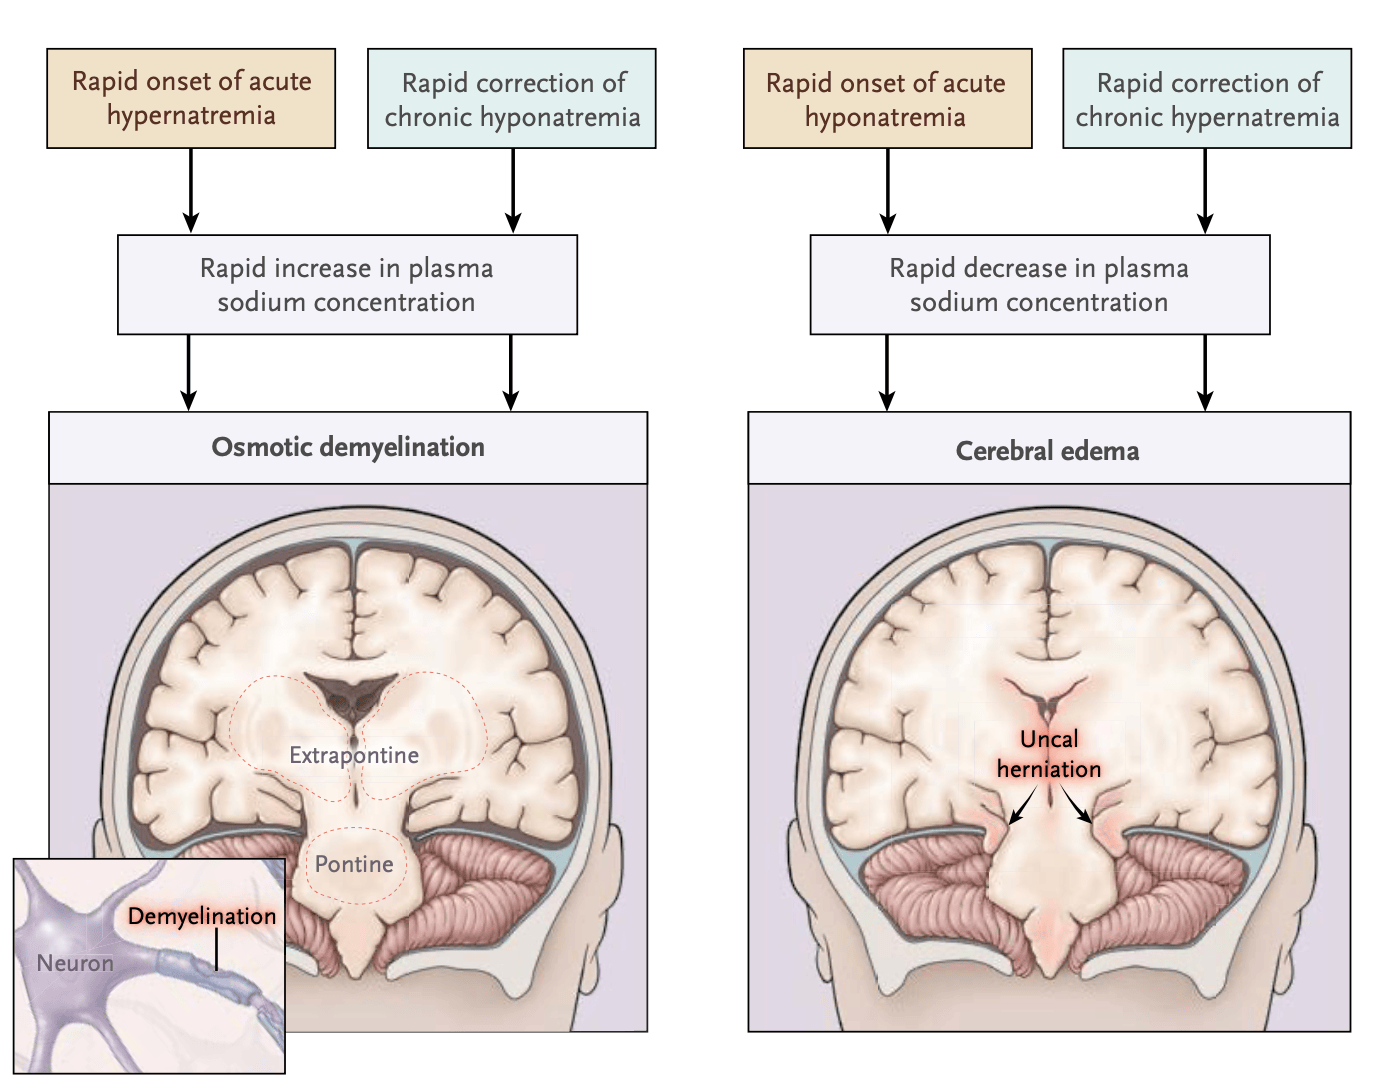 Rapid onset of acute
hypernatremia
Rapid correction of
chronic hyponatremia
Rapid increase in plasma
sodium concentration
Osmotic demyelination
Extrapontine
Pontine
Demyelination
Neuron
Rapid onset of acute
hyponatremia
Rapid correction of
chronic hypernatremia
Rapid decrease in plasma
sodium concentration
Cerebral edema
Uncal
herniation